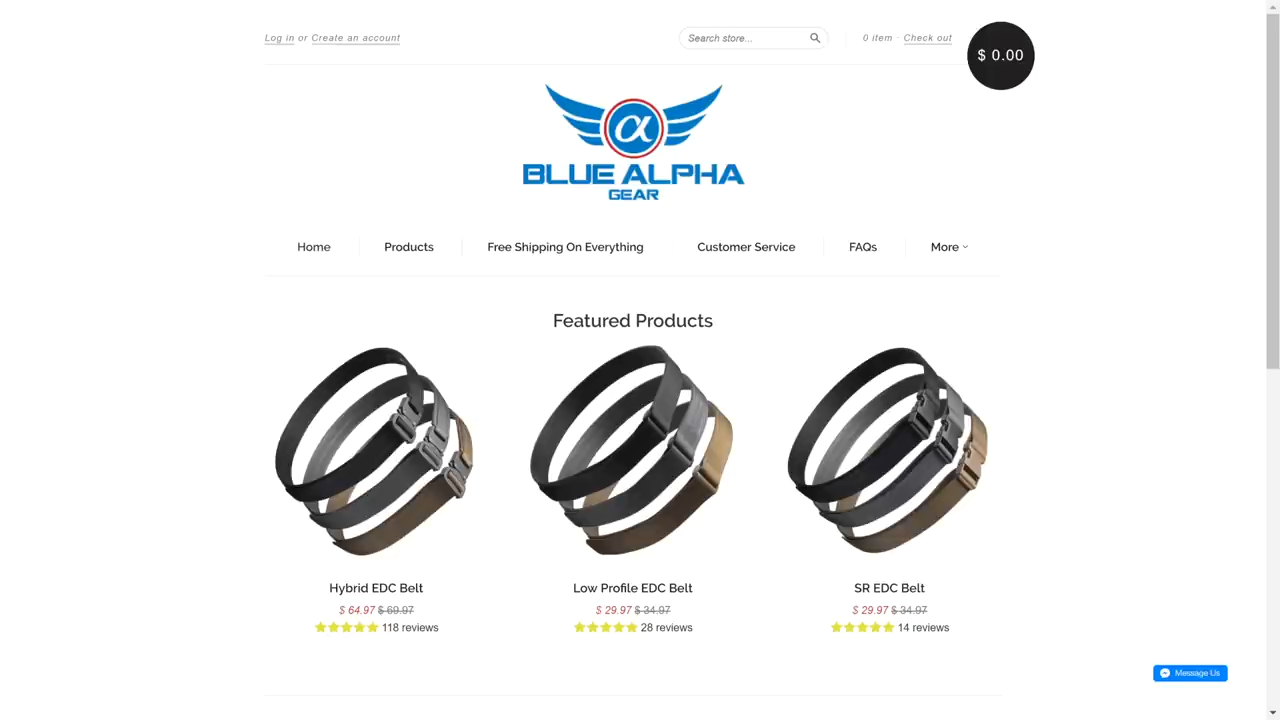 Log in or Create an account
Search store...
0 item · Check out
$ 0.00
α
BLUE ALPHA
GEAR
Home
Products
Free Shipping On Everything
Customer Service
FAQs
More
Featured Products
Hybrid EDC Belt
$ 64.97 $ 69.97
118 reviews
Low Profile EDC Belt
$ 29.97 $ 34.97
28 reviews
SR EDC Belt
$ 29.97 $ 34.97
14 reviews
Message Us